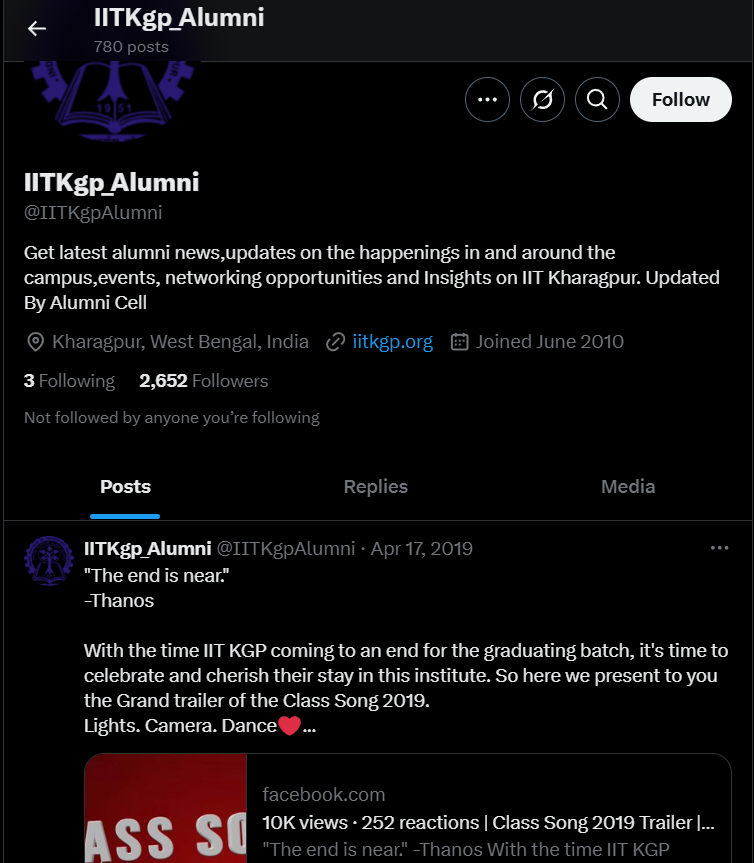 IITKgp_Alumni
780 posts
1951
Follow
IITKgp_Alumni
@IITKgpAlumni
Get latest alumni news,updates on the happenings in and around the
campus,events, networking opportunities and Insights on IIT Kharagpur. Updated
By Alumni Cell
Kharagpur, West Bengal, India iitkgp.org Joined June 2010
3 Following 2,652 Followers
Not followed by anyone you’re following
Posts Replies Media
IITKgp_Alumni @IITKgpAlumni · Apr 17, 2019
"The end is near."
-Thanos
With the time IIT KGP coming to an end for the graduating batch, it's time to
celebrate and cherish their stay in this institute. So here we present to you
the Grand trailer of the Class Song 2019.
Lights. Camera. Dance❤️...
ASS SO
facebook.com
10K views · 252 reactions | Class Song 2019 Trailer |...
"The end is near." -Thanos With the time IIT KGP